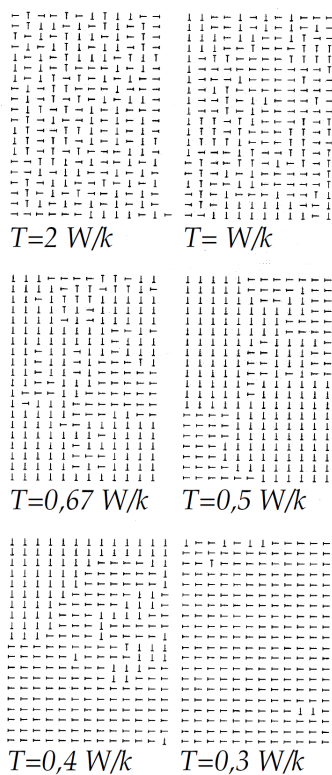 T=2 W/k
T= W/k
T=0,67 W/k
T=0,5 W/k
T=0,4 W/k
T=0,3 W/k